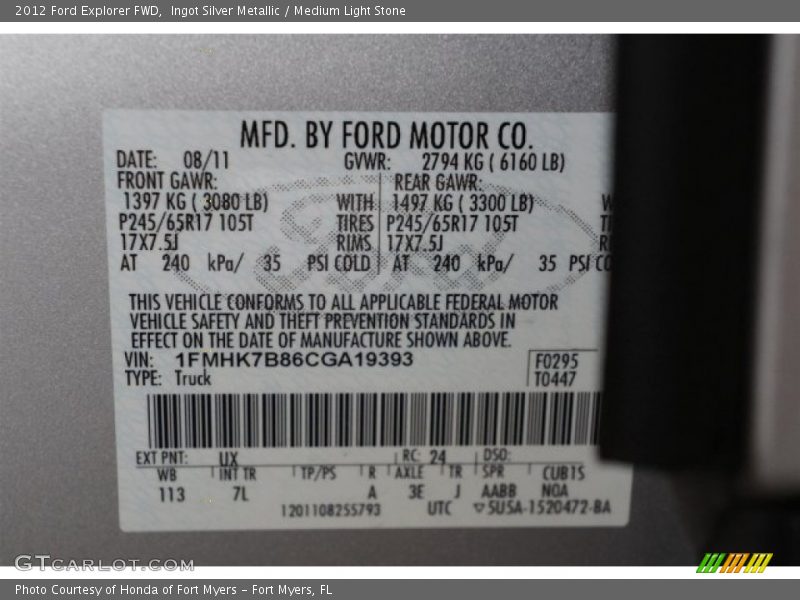 2012 Ford Explorer FWD, Ingot Silver Metallic / Medium Light Stone
MFD. BY FORD MOTOR CO.
DATE: 08/11 GVWR: 2794 KG ( 6160 LB)
FRONT GAWR: REAR GAWR:
1397 KG ( 3080 LB) WITH 1497 KG ( 3300 LB)
P245/65R17 105T TIRES P245/65R17 105T
17X7.5J RIMS 17X7.5J
AT 240 kPa/ 35 PSI COLD AT 240 kPa/ 35 PSI CO
THIS VEHICLE CONFORMS TO ALL APPLICABLE FEDERAL MOTOR
VEHICLE SAFETY AND THEFT PREVENTION STANDARDS IN
EFFECT ON THE DATE OF MANUFACTURE SHOWN ABOVE.
VIN: 1FMHK7B86CGA19393 F0295
TYPE: Truck T0447
EXT PNT: UX RC: 24 DSO:
WB INT TR TP/PS R AXLE TR SPR CUBIS
113 7L A 3E J AABB NOA
1201108255793 UTC ▽5U5A-1520472-BA
GTCarLot.com
Photo Courtesy of Honda of Fort Myers - Fort Myers, FL